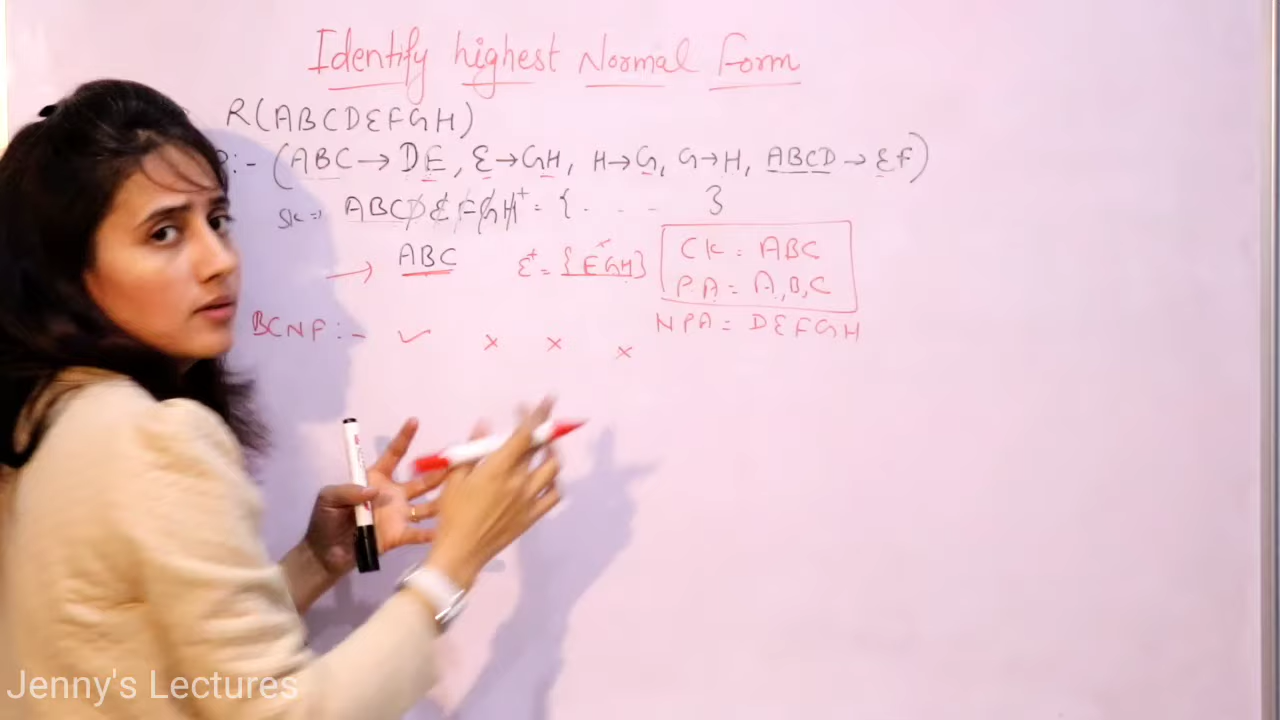 Identify highest Normal Form
R(ABCDEFGH)
:- (ABC → DE, E → GH, H → G, G → H, ABCD → EF)
SK => ABCDEFGH⁺ = { . . . . }
→ ABC E⁺ = {EGH} CK = ABC
PA = A,B,C
NPA = DEFGH
BCNF :- ✓ × × ×
Jenny's Lectures